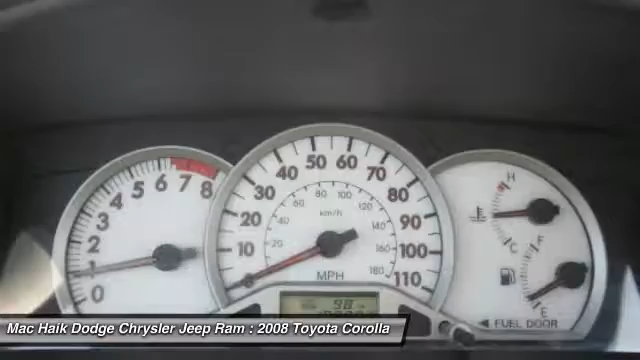 0 1 2 3 4 5 6 7 8
10 20 30 40 50 60 70 80 90 100 110
20 40 60 80 100 120 140 160 180
km/h
MPH
H
C
F
E
98
FUEL DOOR
Mac Haik Dodge Chrysler Jeep Ram : 2008 Toyota Corolla